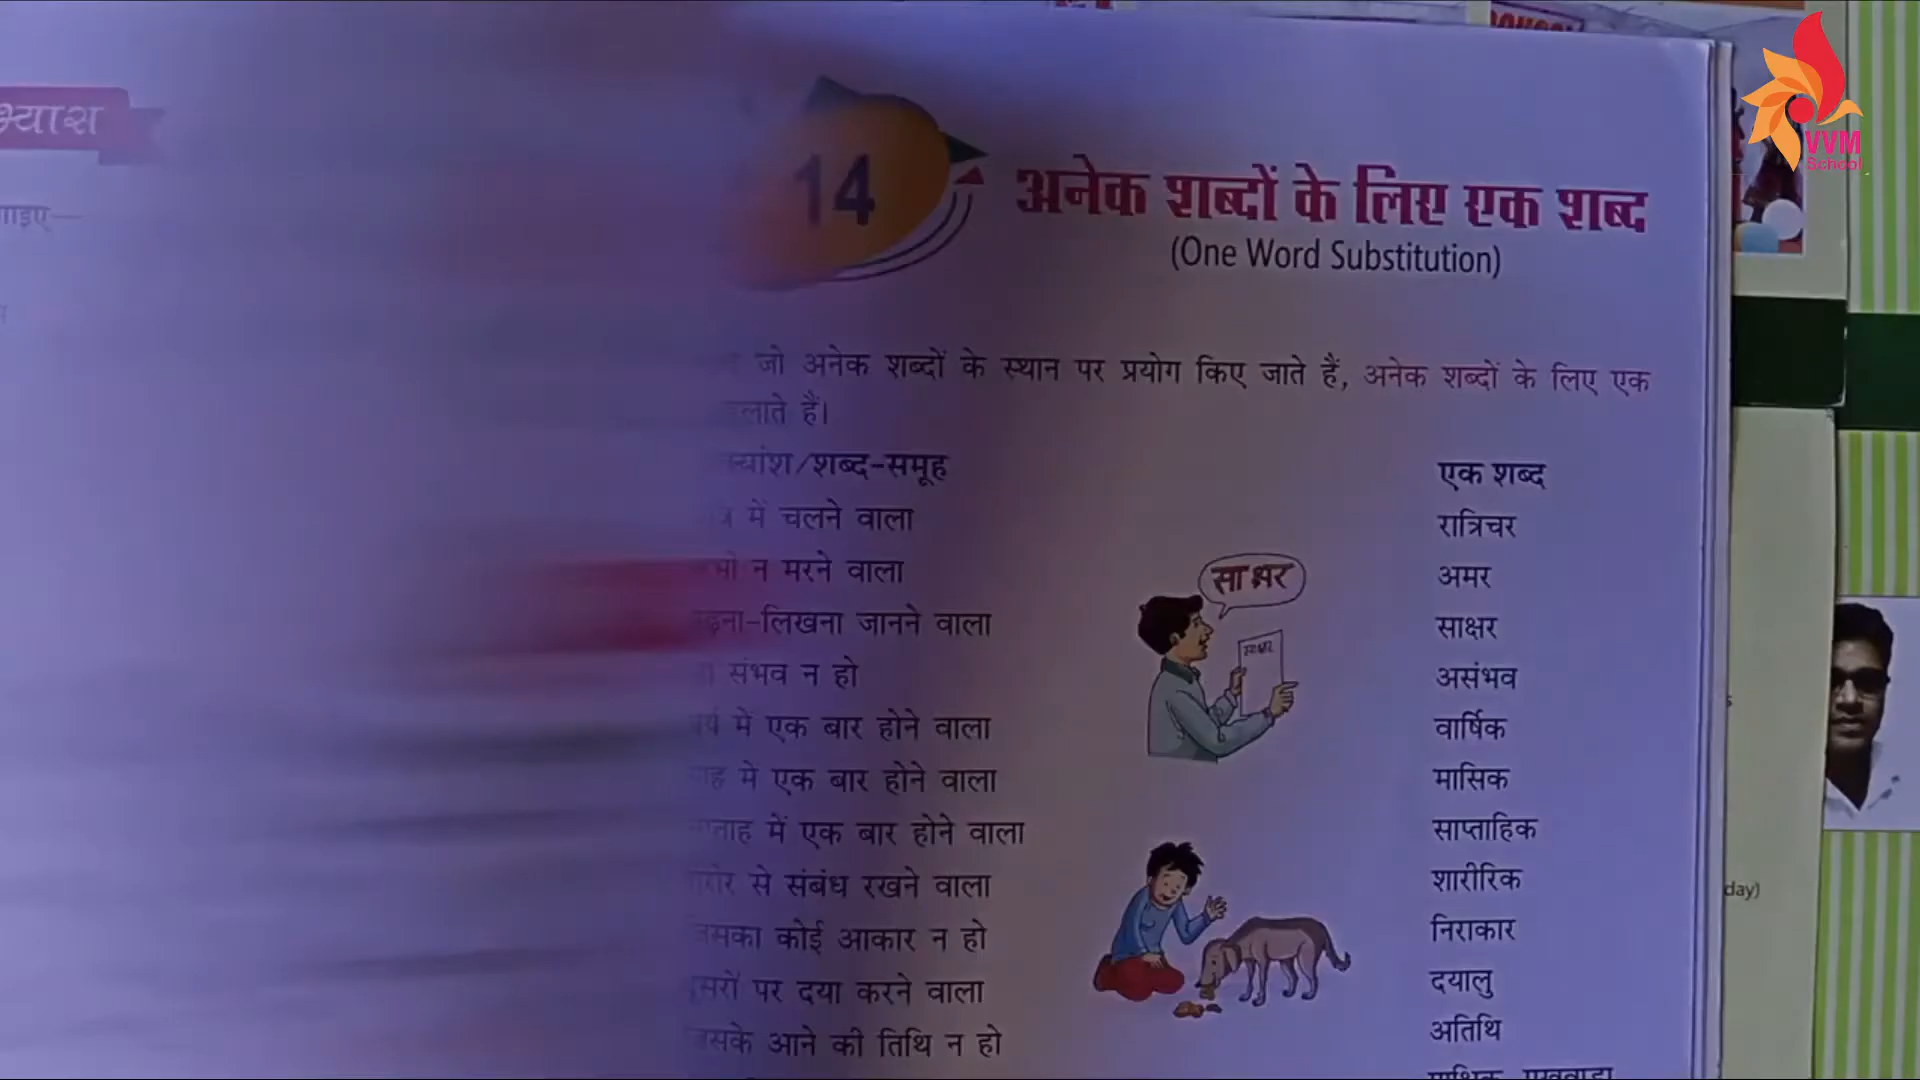 14
अनेक शब्दों के लिए एक शब्द
(One Word Substitution)
जो अनेक शब्दों के स्थान पर प्रयोग किए जाते हैं, अनेक शब्दों के लिए एक
हैं।
शब्द-समूह एक शब्द
में चलने वाला रात्रिचर
न मरने वाला अमर
लिखना जानने वाला साक्षर
संभव न हो असंभव
में एक बार होने वाला वार्षिक
मे एक बार होने वाला मासिक
में एक बार होने वाला साप्ताहिक
से संबंध रखने वाला शारीरिक
कोई आकार न हो निराकार
पर दया करने वाला दयालु
आने की तिथि न हो अतिथि
साक्षर
VVM
School
day)